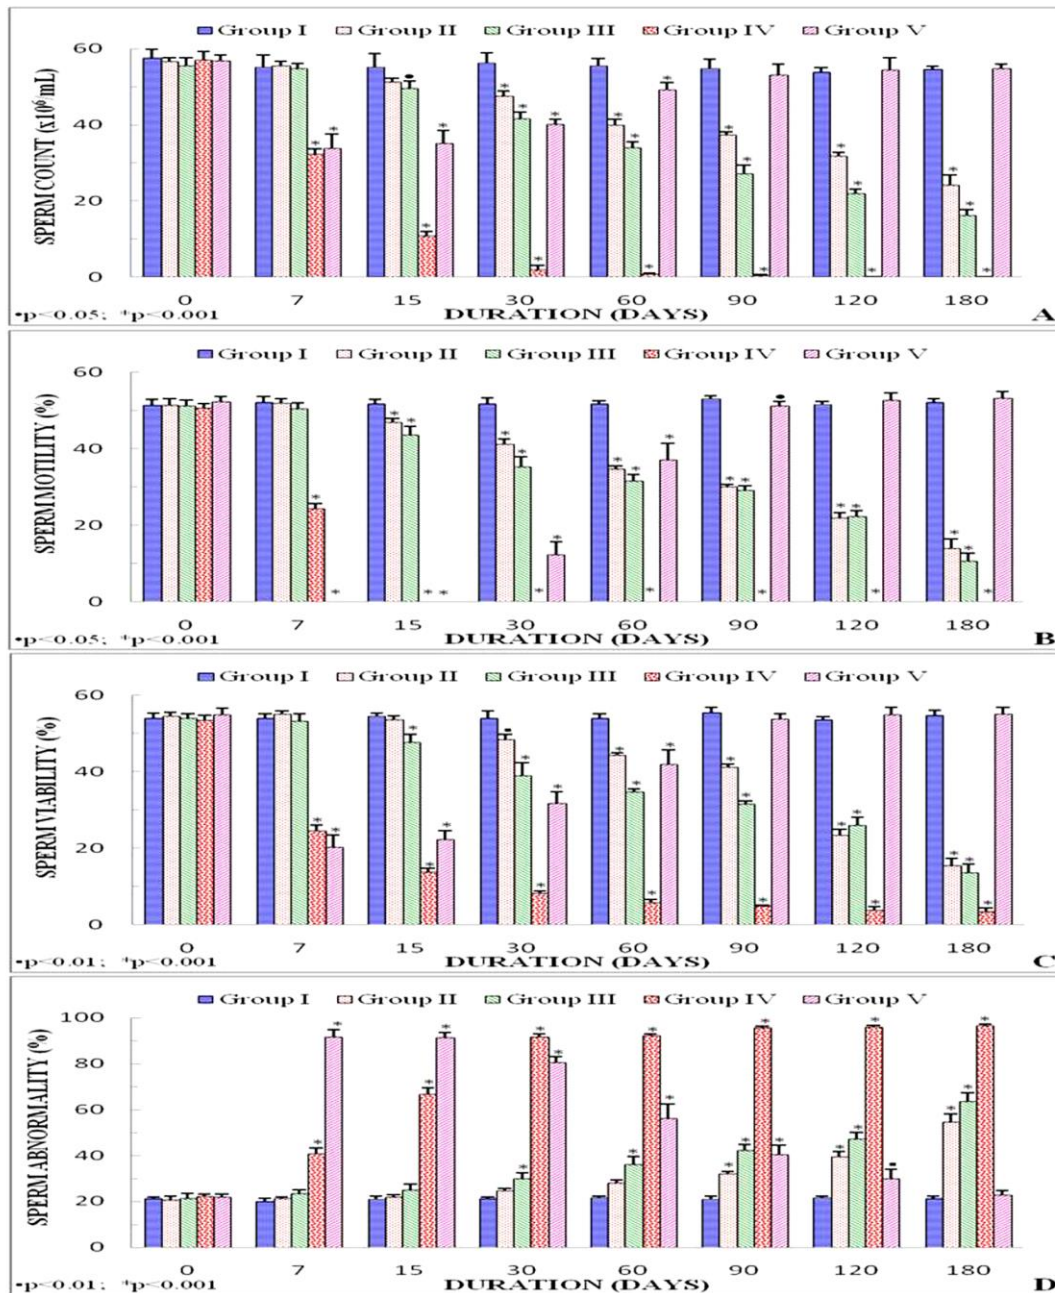 Group I Group II Group III Group IV Group V
60
40
20
0
SPERM COUNT (x10⁶/mL)
0 7 15 30 60 90 120 180
•p<0.05; *p<0.001 DURATION (DAYS) A
Group I Group II Group III Group IV Group V
60
40
20
0
SPERM MOTILITY (%)
0 7 15 30 60 90 120 180
•p<0.05; *p<0.001 DURATION (DAYS) B
Group I Group II Group III Group IV Group V
60
40
20
0
SPERM VIABILITY (%)
0 7 15 30 60 90 120 180
•p<0.01; *p<0.001 DURATION (DAYS) C
Group I Group II Group III Group IV Group V
100
80
60
40
20
0
SPERM ABNORMALITY (%)
0 7 15 30 60 90 120 180
•p<0.01; *p<0.001 DURATION (DAYS) D